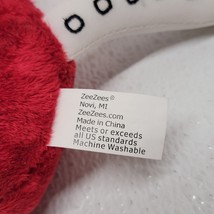 ZeeZees®
Novi, MI
ZeeZees.com
Made in China
Meets or exceeds
all US standards
Machine Washable